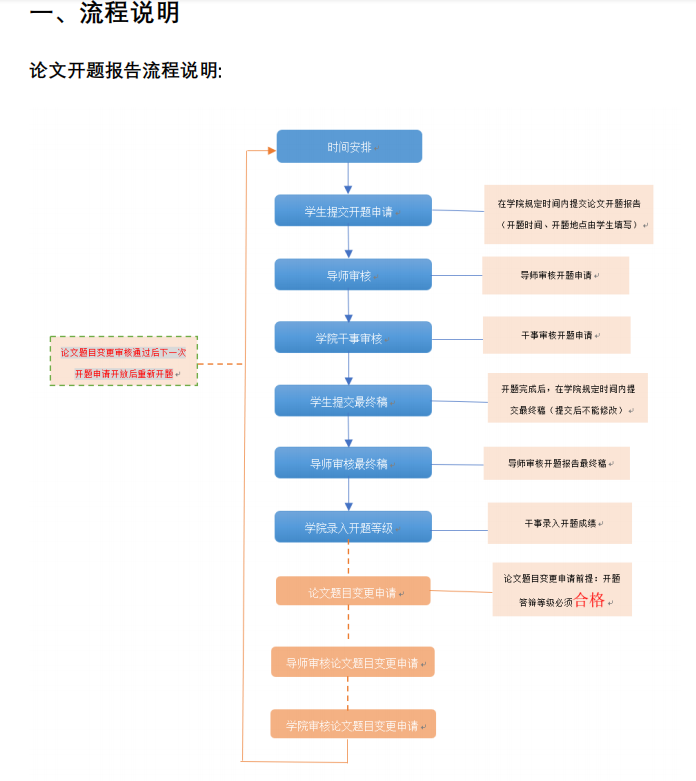 一、流程说明
论文开题报告流程说明:
时间安排
学生提交开题申请
在学院规定时间内提交论文开题报告
（开题时间、开题地点由学生填写）
导师审核
导师审核开题申请
学院干事审核
干事审核开题申请
论文题目变更审核通过后下一次
开题申请开放后重新开题
学生提交最终稿
开题完成后，在学院规定时间内提
交最终稿（提交后不能修改）
导师审核最终稿
导师审核开题报告最终稿
学院录入开题等级
干事录入开题成绩
论文题目变更申请
论文题目变更申请前提：开题
答辩等级必须合格
导师审核论文题目变更申请
学院审核论文题目变更申请